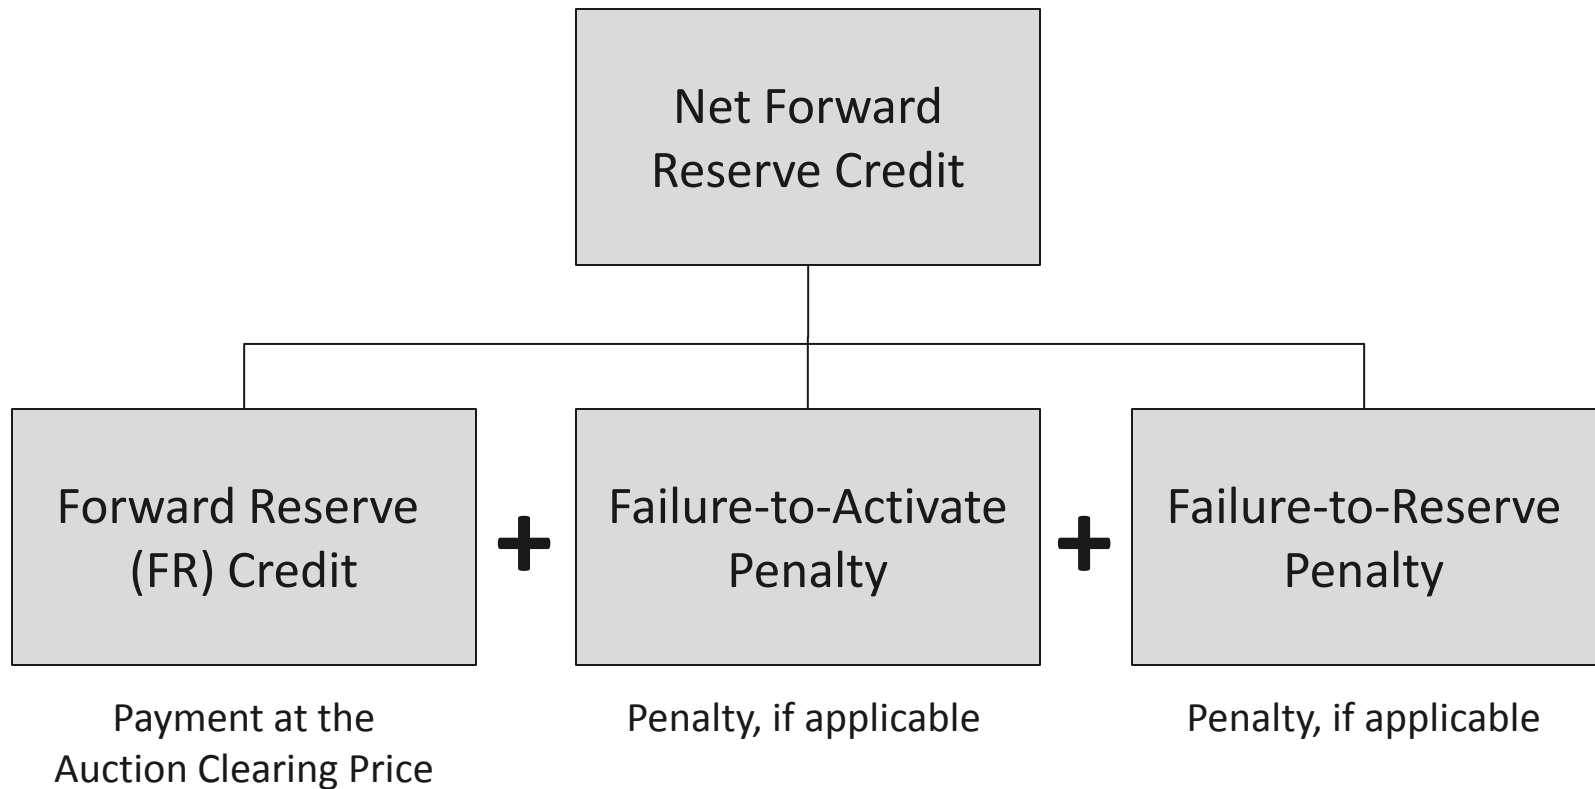 Net Forward
Reserve Credit
Forward Reserve
(FR) Credit
+
Failure-to-Activate
Penalty
+
Failure-to-Reserve
Penalty
Payment at the
Auction Clearing Price
Penalty, if applicable
Penalty, if applicable